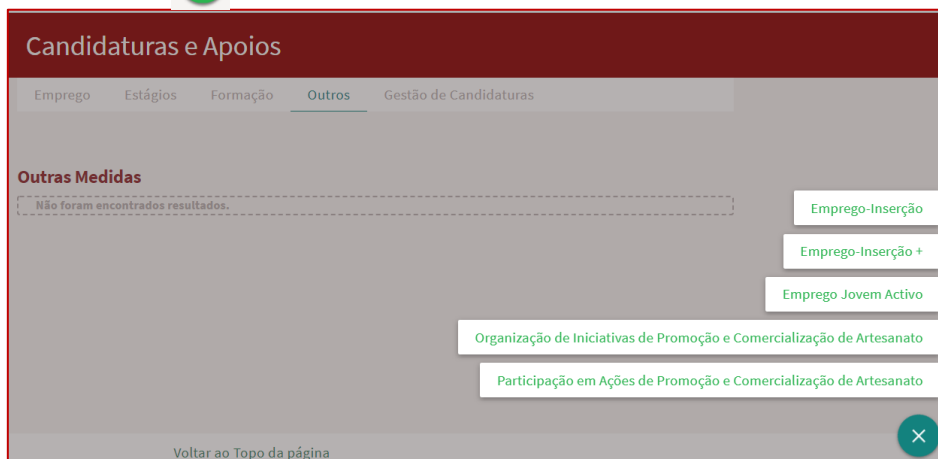 Candidaturas e Apoios
Emprego Estágios Formação Outros Gestão de Candidaturas
Outras Medidas
Não foram encontrados resultados.
Emprego-Inserção
Emprego-Inserção +
Emprego Jovem Activo
Organização de Iniciativas de Promoção e Comercialização de Artesanato
Participação em Ações de Promoção e Comercialização de Artesanato
Voltar ao Topo da página